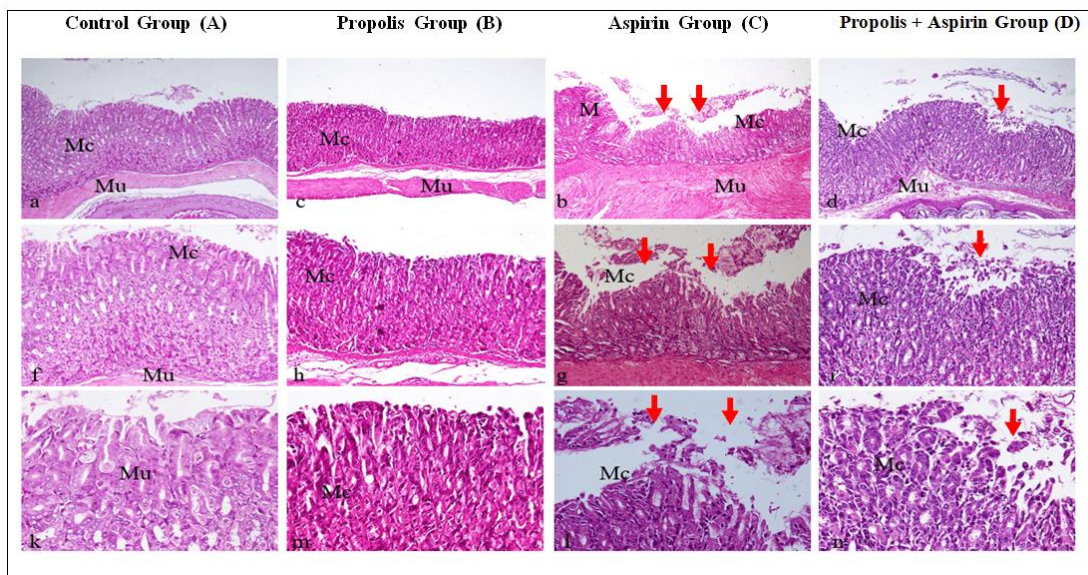 Control Group (A) Propolis Group (B) Aspirin Group (C) Propolis + Aspirin Group (D)
Mc Mu a
Mc Mu c
M Mc Mu b
Mc Mu d
Mc Mu f
Mc h
Mc g
Mc i
Mu k
Mc m
Mc l
Mc n